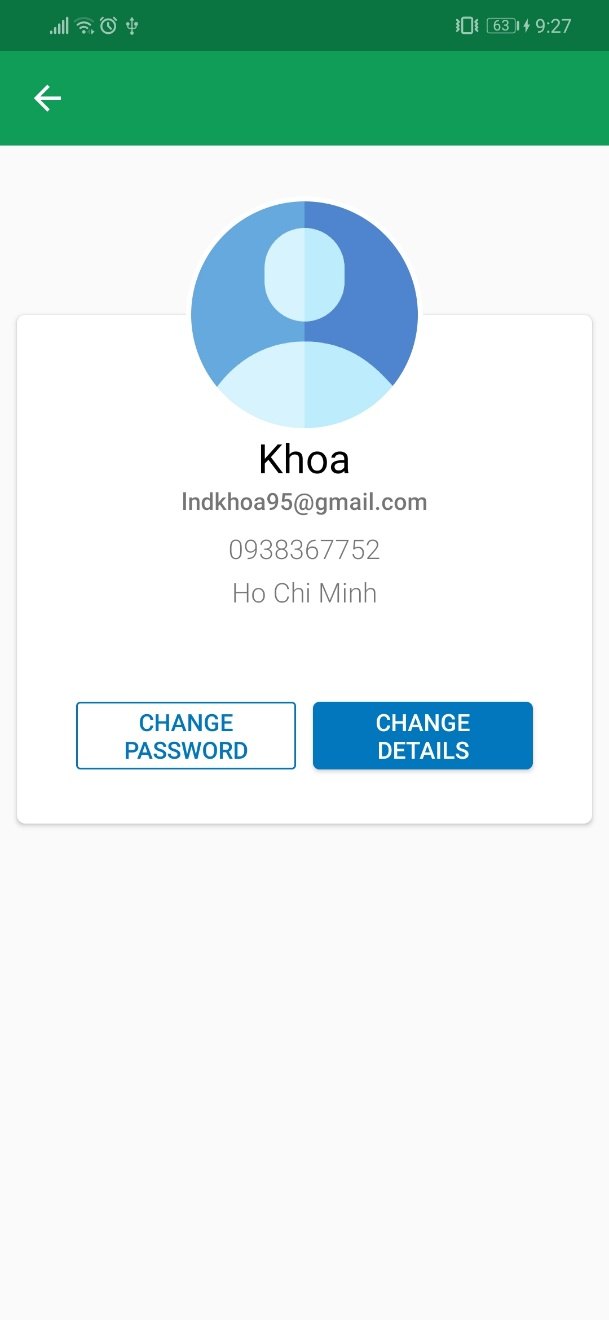 63 9:27
Khoa
lndkhoa95@gmail.com
0938367752
Ho Chi Minh
CHANGE
PASSWORD
CHANGE
DETAILS